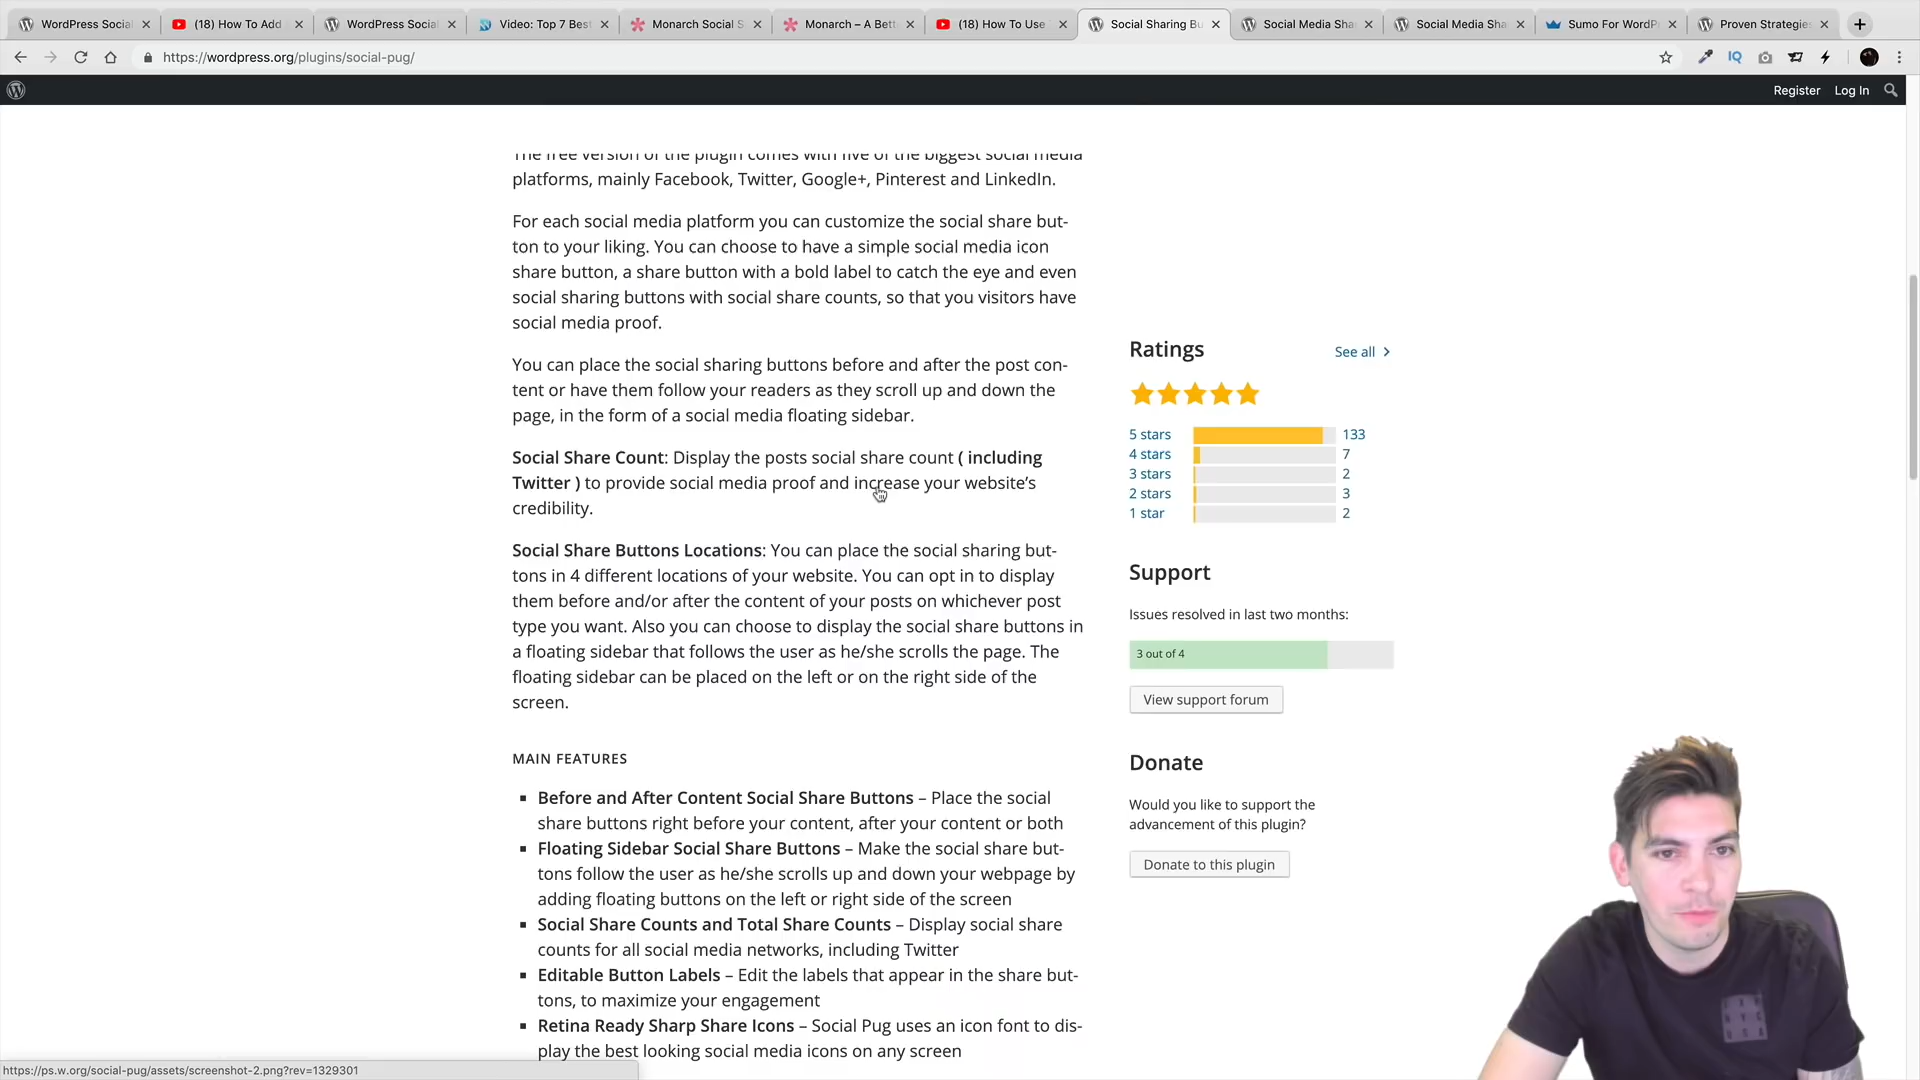 WordPress Social
(18) How To Add
WordPress Social
Video: Top 7 Best
Monarch Social S
Monarch – A Bett
(18) How To Use
Social Sharing Bu
Social Media Sha
Social Media Sha
Sumo For WordP
Proven Strategies
https://wordpress.org/plugins/social-pug/
IQ
Register Log In
The free version of the plugin comes with five of the biggest social media
platforms, mainly Facebook, Twitter, Google+, Pinterest and LinkedIn.
For each social media platform you can customize the social share but-
ton to your liking. You can choose to have a simple social media icon
share button, a share button with a bold label to catch the eye and even
social sharing buttons with social share counts, so that you visitors have
social media proof.
You can place the social sharing buttons before and after the post con-
tent or have them follow your readers as they scroll up and down the
page, in the form of a social media floating sidebar.
Social Share Count: Display the posts social share count ( including
Twitter ) to provide social media proof and increase your website's
credibility.
Social Share Buttons Locations: You can place the social sharing but-
tons in 4 different locations of your website. You can opt in to display
them before and/or after the content of your posts on whichever post
type you want. Also you can choose to display the social share buttons in
a floating sidebar that follows the user as he/she scrolls the page. The
floating sidebar can be placed on the left or on the right side of the
screen.
MAIN FEATURES
▪ Before and After Content Social Share Buttons – Place the social
share buttons right before your content, after your content or both
▪ Floating Sidebar Social Share Buttons – Make the social share but-
tons follow the user as he/she scrolls up and down your webpage by
adding floating buttons on the left or right side of the screen
▪ Social Share Counts and Total Share Counts – Display social share
counts for all social media networks, including Twitter
▪ Editable Button Labels – Edit the labels that appear in the share but-
tons, to maximize your engagement
▪ Retina Ready Sharp Share Icons – Social Pug uses an icon font to dis-
play the best looking social media icons on any screen
Ratings See all
5 stars 133
4 stars 7
3 stars 2
2 stars 3
1 star 2
Support
Issues resolved in last two months:
3 out of 4
View support forum
Donate
Would you like to support the
advancement of this plugin?
Donate to this plugin
https://ps.w.org/social-pug/assets/screenshot-2.png?rev=1329301